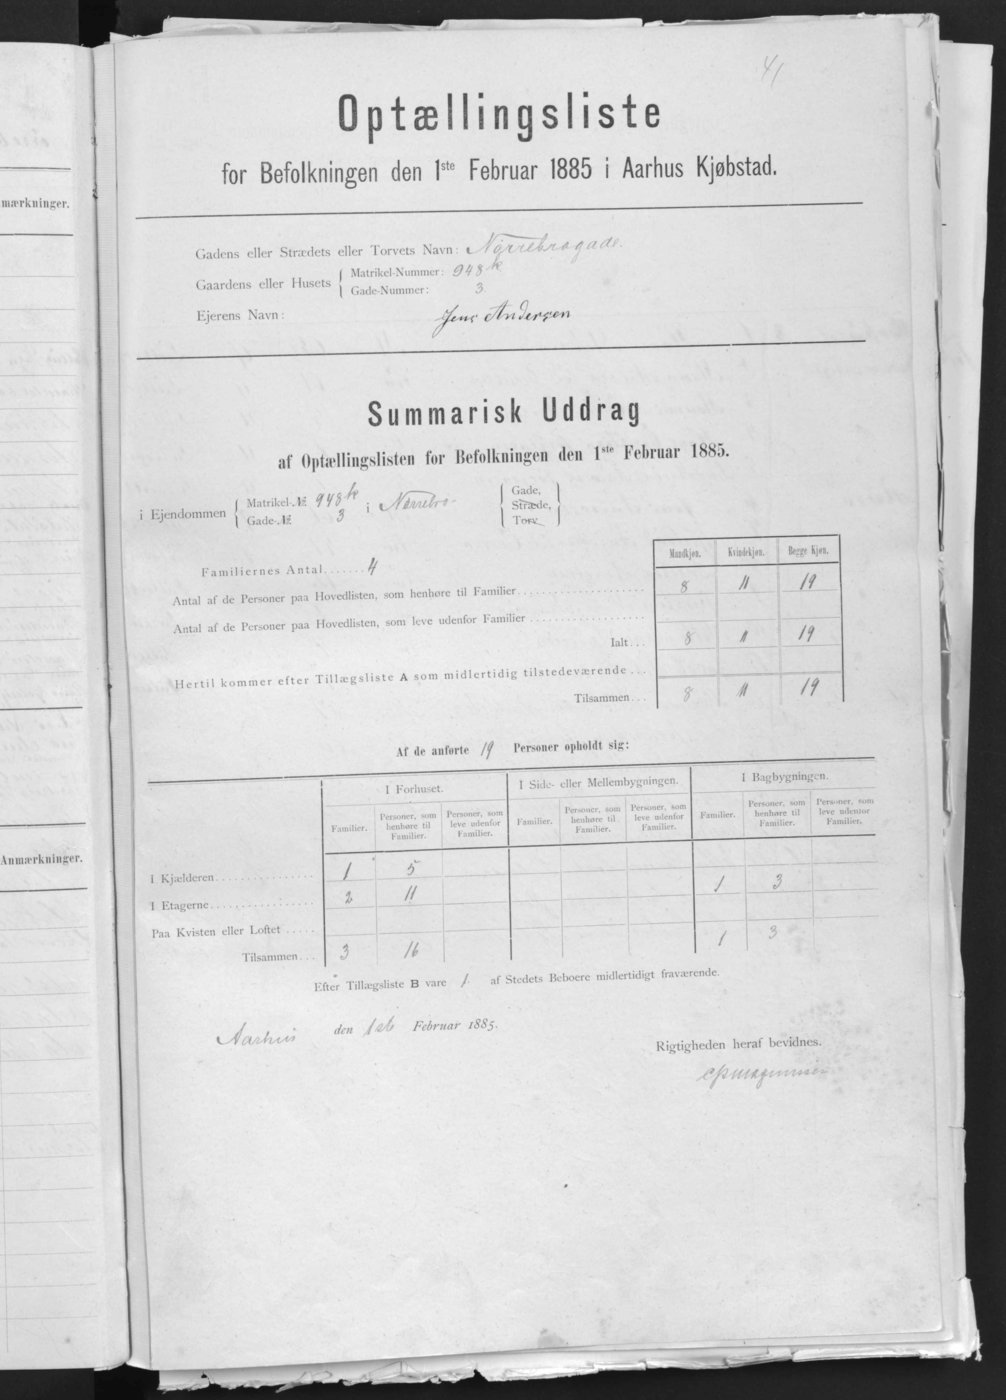 41
Optællingsliste
for Befolkningen den 1ste Februar 1885 i Aarhus Kjøbstad.
Gadens eller Strædets eller Torvets Navn: Nørrebrogade.
Gaardens eller Husets { Matrikel-Nummer: 948k
Gade-Nummer: 3
Ejerens Navn: Jens Andersen
Summarisk Uddrag
af Optællingslisten for Befolkningen den 1ste Februar 1885.
i Ejendommen { Matrikel-№ 948k i Nørrebro- { Gade,
Gade-№ 3 Stræde,
Torv }
Mandkjøn. Kvindekjøn. Begge Kjøn.
Familiernes Antal....... 4
Antal af de Personer paa Hovedlisten, som henhøre til Familier 8 11 19
Antal af de Personer paa Hovedlisten, som leve udenfor Familier
Ialt... 8 11 19
Hertil kommer efter Tillægsliste A som midlertidig tilstedeværende ...
Tilsammen... 8 11 19
Af de anførte 19 Personer opholdt sig:
I Forhuset. I Side- eller Mellembygningen. I Bagbygningen.
Familier. Personer, som henhøre til Familier. Personer, som leve udenfor Familier. Familier. Personer, som henhøre til Familier. Personer, som leve udenfor Familier. Familier. Personer, som henhøre til Familier. Personer, som leve udenfor Familier.
I Kjælderen 1 5
I Etagerne 2 11 1 3
Paa Kvisten eller Loftet
Tilsammen... 3 16 1 3
Efter Tillægsliste B vare 1 af Stedets Beboere midlertidigt fraværende.
Aarhus den 1ste Februar 1885.
Rigtigheden heraf bevidnes.
mærkninger.
Anmærkninger.